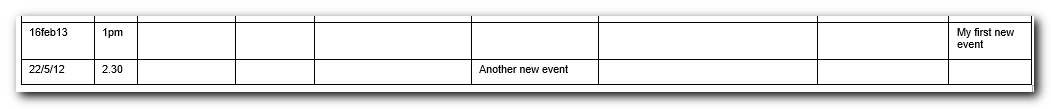 16feb13 1pm My first new
event
22/5/12 2.30 Another new event